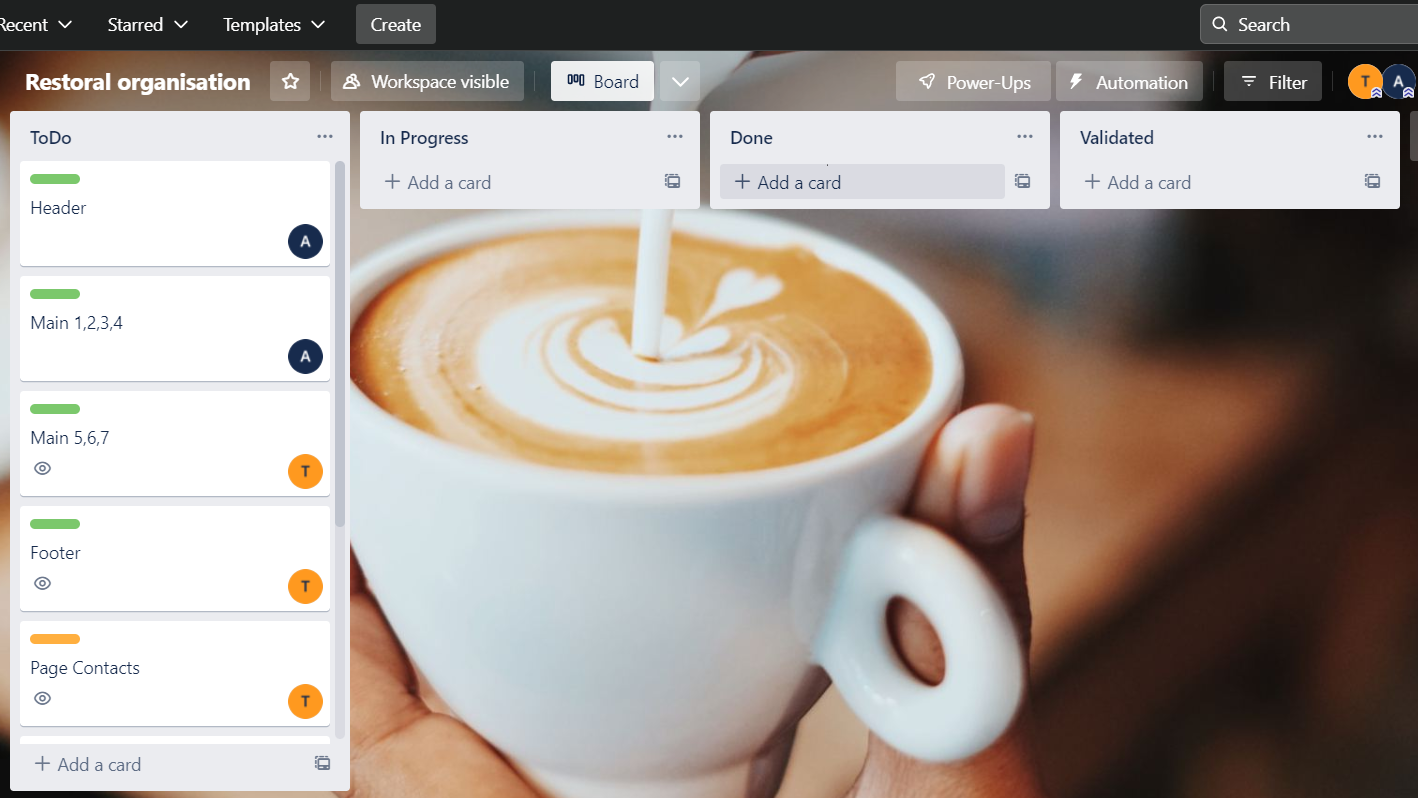 Recent Starred Templates Create Search
Restoral organisation Workspace visible Board Power-Ups Automation Filter T A
ToDo
Header
A
Main 1,2,3,4
A
Main 5,6,7
T
Footer
T
Page Contacts
T
+ Add a card
In Progress
+ Add a card
Done
+ Add a card
Validated
+ Add a card